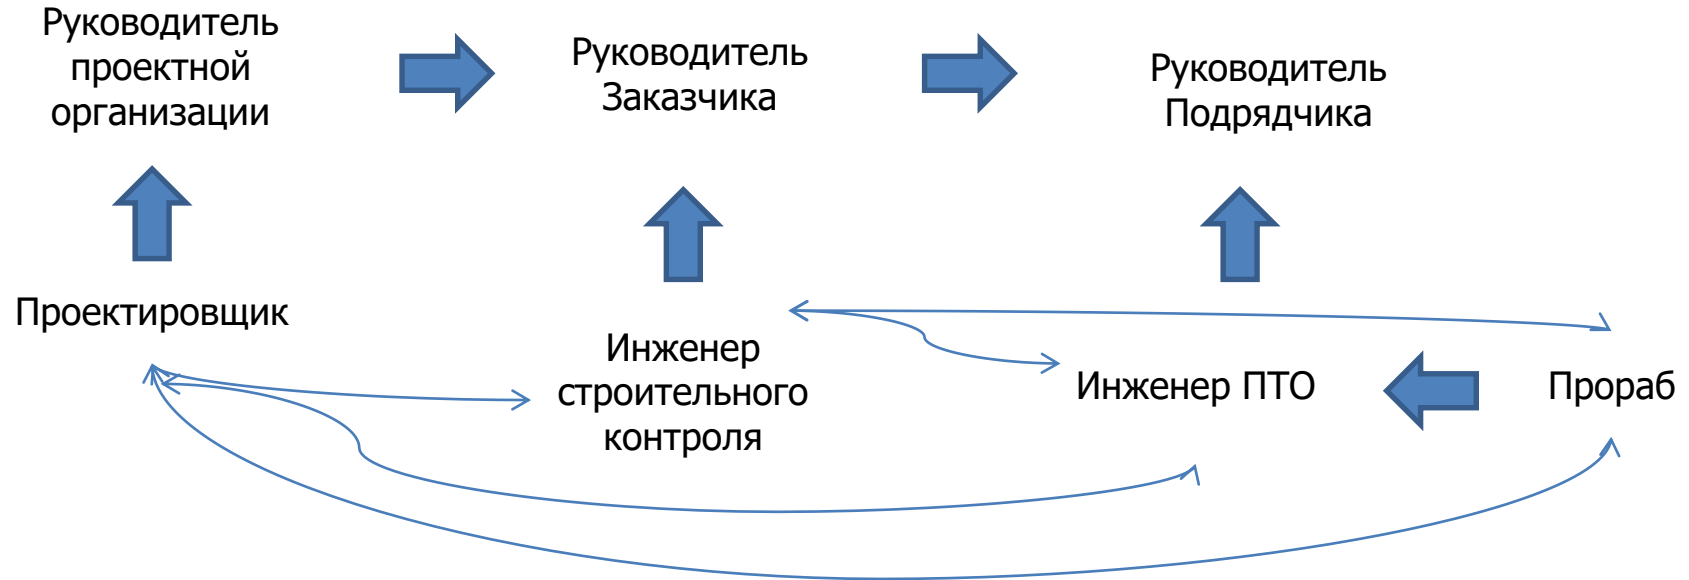 Руководитель
проектной
организации
Руководитель
Заказчика
Руководитель
Подрядчика
Проектировщик
Инженер
строительного
контроля
Инженер ПТО
Прораб